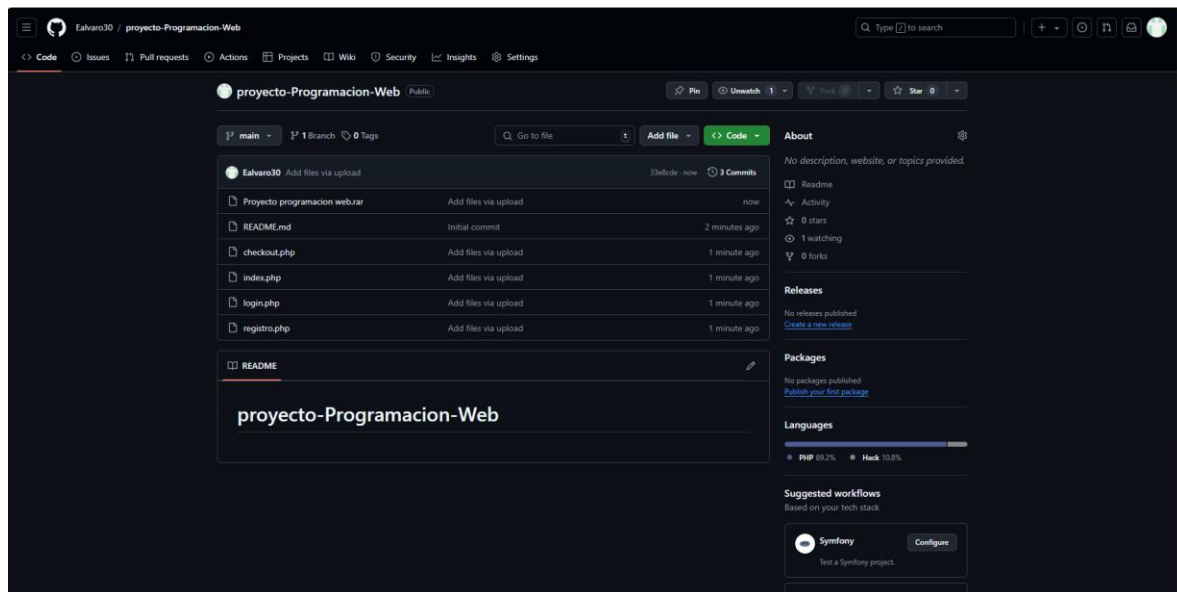 Ealvaro30 / proyecto-Programacion-Web
Type / to search
Code Issues Pull requests Actions Projects Wiki Security Insights Settings
proyecto-Programacion-Web Public
Pin Unwatch 1 Fork 0 Star 0
main 1 Branch 0 Tags
Go to file t Add file Code
Ealvaro30 Add files via upload 33e8cde · now 3 Commits
Proyecto programacion web.rar Add files via upload now
README.md Initial commit 2 minutes ago
checkout.php Add files via upload 1 minute ago
index.php Add files via upload 1 minute ago
login.php Add files via upload 1 minute ago
registro.php Add files via upload 1 minute ago
README
proyecto-Programacion-Web
About
No description, website, or topics provided.
Readme
Activity
0 stars
1 watching
0 forks
Releases
No releases published
Create a new release
Packages
No packages published
Publish your first package
Languages
PHP 89.2% Hack 10.8%
Suggested workflows
Based on your tech stack
Symfony Configure
Test a Symfony project.